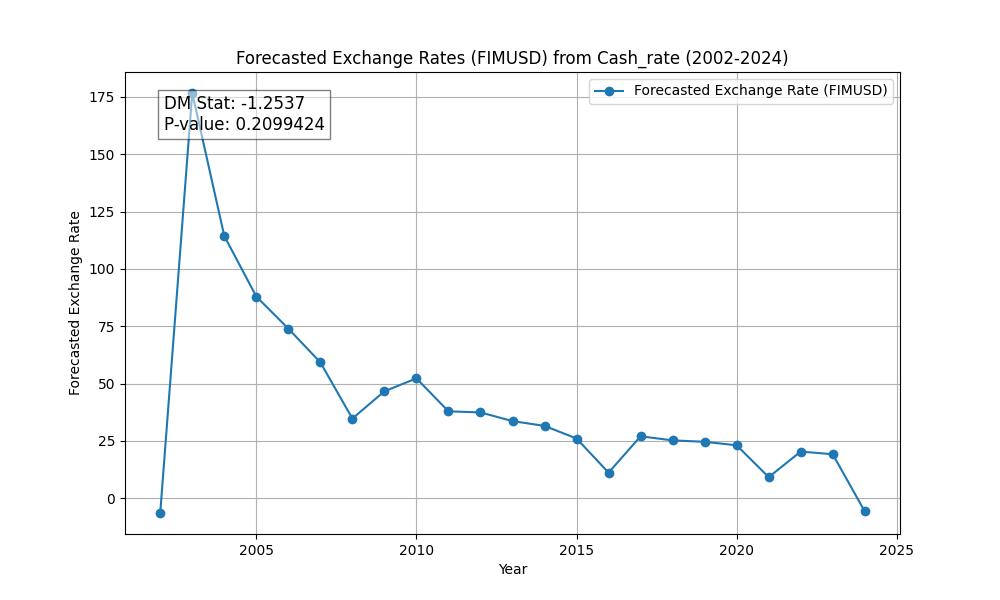 Forecasted Exchange Rates (FIMUSD) from Cash_rate (2002-2024)
DM Stat: -1.2537
P-value: 0.2099424
Forecasted Exchange Rate (FIMUSD)
Forecasted Exchange Rate
175
150
125
100
75
50
25
0
2005
2010
2015
2020
2025
Year